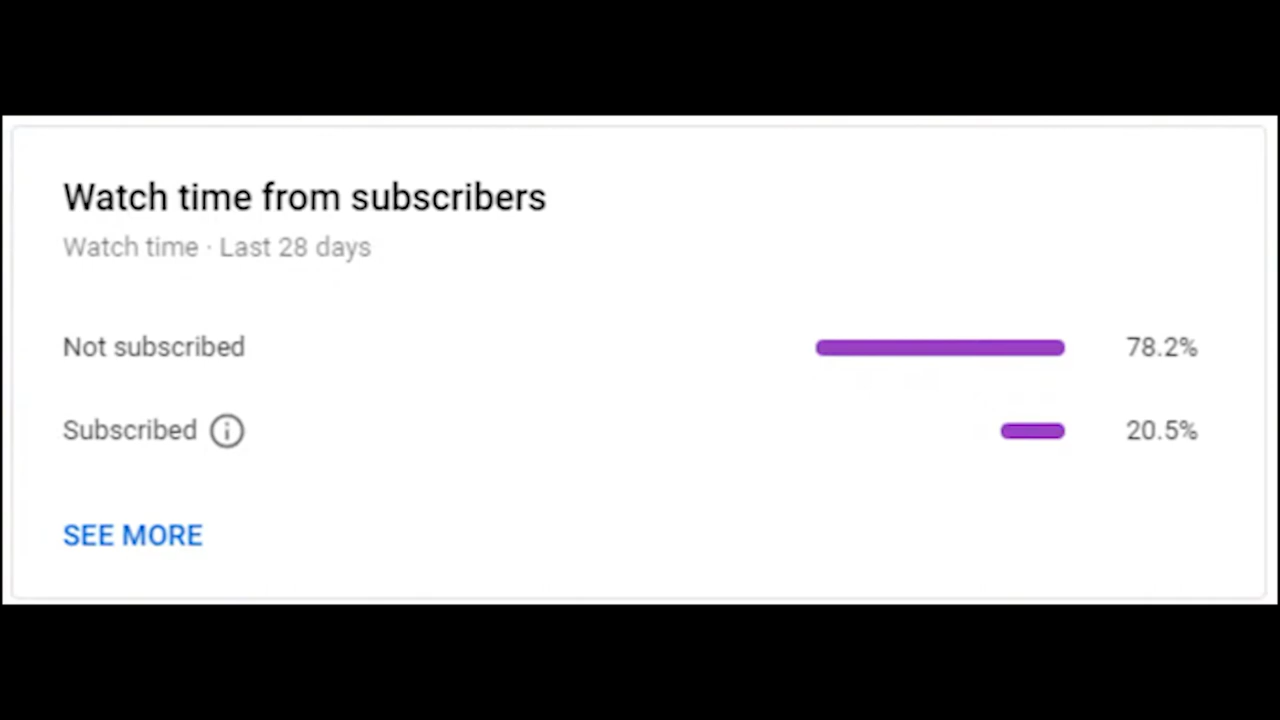 Watch time from subscribers
Watch time · Last 28 days
Not subscribed 78.2%
Subscribed 20.5%
SEE MORE